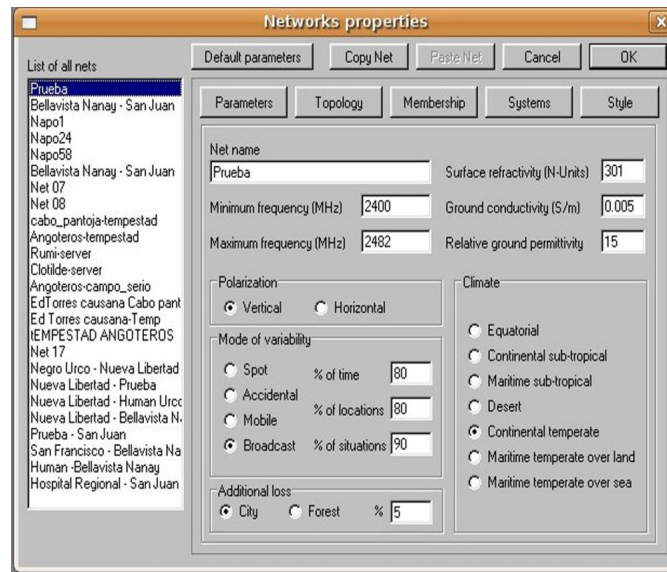 Networks properties
List of all nets
Prueba
Bellavista Nanay - San Juan
Napo1
Napo24
Napo58
Bellavista Nanay - San Juan
Net 07
Net 08
cabo_pantoja-tempestad
Angoteros-tempestad
Rumi-server
Clotilde-server
Angoteros-campo_serio
EdTorres causana Cabo pant
Ed Torres causana-Temp
tEMPESTAD ANGOTEROS
Net 17
Negro Urco - Nueva Libertad
Nueva Libertad - Prueba
Nueva Libertad - Human Urco
Nueva Libertad - Bellavista N.
Prueba - San Juan
San Francisco - Bellavista Na
Human -Bellavista Nanay
Hospital Regional - San Juan
Default parameters
Copy Net
Paste Net
Cancel
OK
Parameters
Topology
Membership
Systems
Style
Net name
Prueba
Minimum frequency (MHz) 2400
Maximum frequency (MHz) 2482
Surface refractivity (N-Units) 301
Ground conductivity (S/m) 0.005
Relative ground permittivity 15
Polarization
Vertical Horizontal
Mode of variability
Spot
Accidental
Mobile
Broadcast
% of time 80
% of locations 80
% of situations 90
Additional loss
City Forest % 5
Climate
Equatorial
Continental sub-tropical
Maritime sub-tropical
Desert
Continental temperate
Maritime temperate over land
Maritime temperate over sea